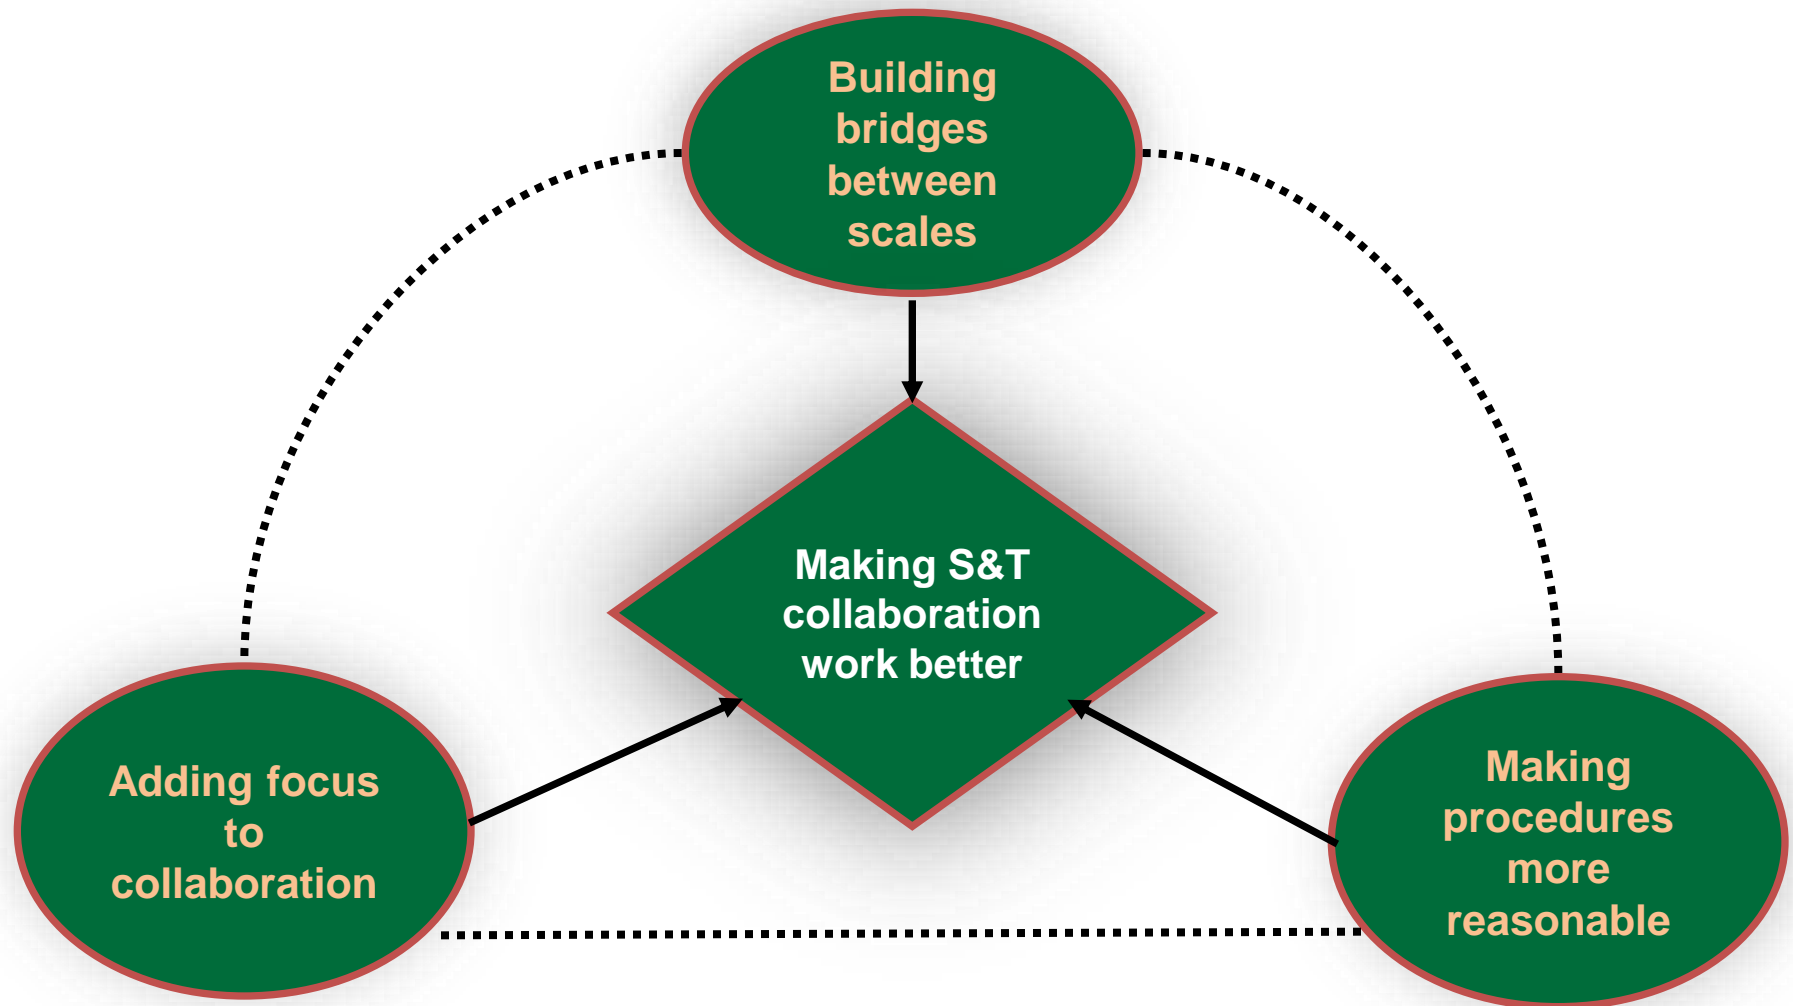 Building
bridges
between
scales
Making S&T
collaboration
work better
Adding focus
to
collaboration
Making
procedures
more
reasonable